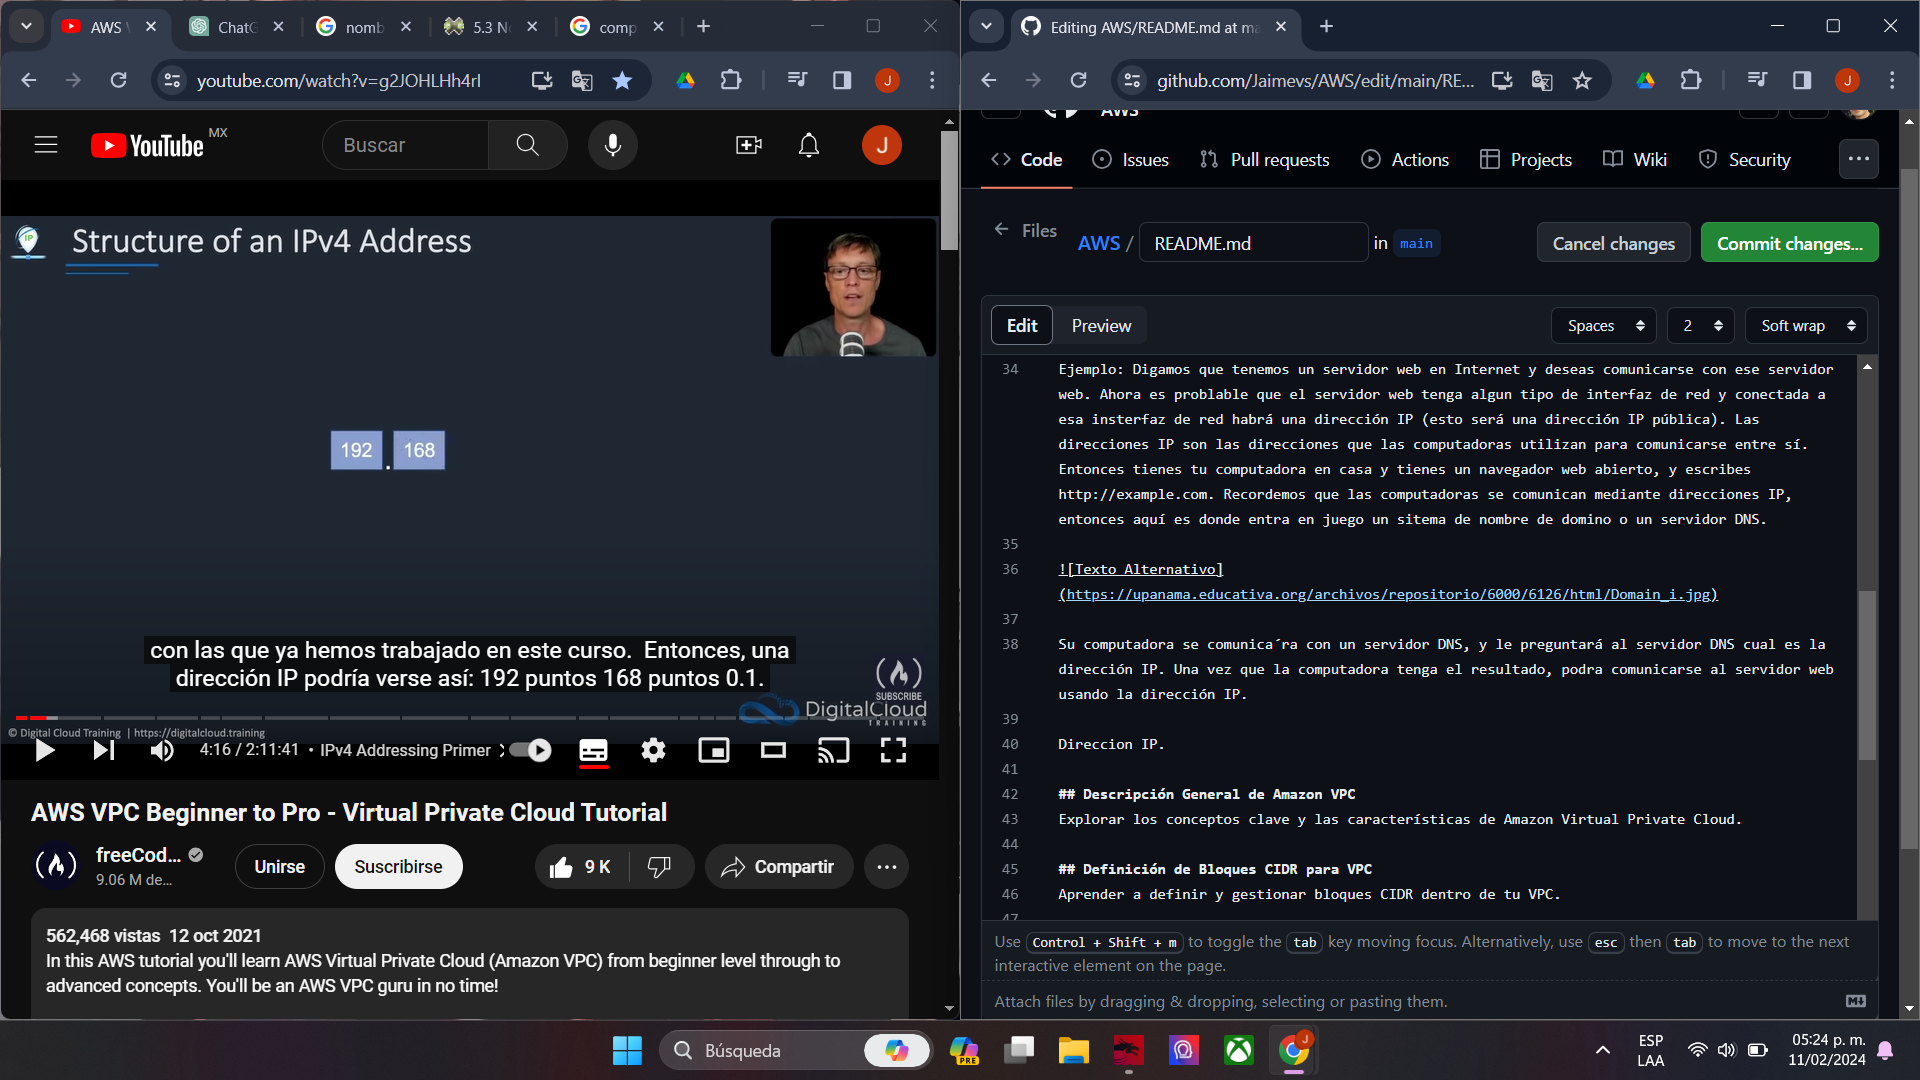 AWS V
ChatG
nomb
5.3 N
comp
Editing AWS/README.md at ma
youtube.com/watch?v=g2JOHLHh4rI
J
github.com/Jaimevs/AWS/edit/main/RE...
J
YouTube MX
Buscar
J
AWS
Code
Issues
Pull requests
Actions
Projects
Wiki
Security
Structure of an IPv4 Address
192 . 168
con las que ya hemos trabajado en este curso. Entonces, una
dirección IP podría verse así: 192 puntos 168 puntos 0.1.
SUBSCRIBE
DigitalCloud
TRAINING
© Digital Cloud Training | https://digitalcloud.training
4:16 / 2:11:41 • IPv4 Addressing Primer
AWS VPC Beginner to Pro - Virtual Private Cloud Tutorial
freeCod...
9.06 M de...
Unirse
Suscribirse
9 K
Compartir
562,468 vistas 12 oct 2021
In this AWS tutorial you'll learn AWS Virtual Private Cloud (Amazon VPC) from beginner level through to
advanced concepts. You'll be an AWS VPC guru in no time!
Files
AWS / README.md in main
Cancel changes
Commit changes...
Edit
Preview
Spaces
2
Soft wrap
34 Ejemplo: Digamos que tenemos un servidor web en Internet y deseas comunicarse con ese servidor
web. Ahora es problable que el servidor web tenga algun tipo de interfaz de red y conectada a
esa insterfaz de red habrá una dirección IP (esto será una dirección IP pública). Las
direcciones IP son las direcciones que las computadoras utilizan para comunicarse entre sí.
Entonces tienes tu computadora en casa y tienes un navegador web abierto, y escribes
http://example.com. Recordemos que las computadoras se comunican mediante direcciones IP,
entonces aquí es donde entra en juego un sitema de nombre de domino o un servidor DNS.
35
36 ![Texto Alternativo]
(https://upanama.educativa.org/archivos/repositorio/6000/6126/html/Domain_i.jpg)
37
38 Su computadora se comunica´ra con un servidor DNS, y le preguntará al servidor DNS cual es la
dirección IP. Una vez que la computadora tenga el resultado, podra comunicarse al servidor web
usando la dirección IP.
39
40 Direccion IP.
41
42 ## Descripción General de Amazon VPC
43 Explorar los conceptos clave y las características de Amazon Virtual Private Cloud.
44
45 ## Definición de Bloques CIDR para VPC
46 Aprender a definir y gestionar bloques CIDR dentro de tu VPC.
47
Use Control + Shift + m to toggle the tab key moving focus. Alternatively, use esc then tab to move to the next
interactive element on the page.
Attach files by dragging & dropping, selecting or pasting them.
Búsqueda
PRE
J
ESP
LAA
05:24 p. m.
11/02/2024